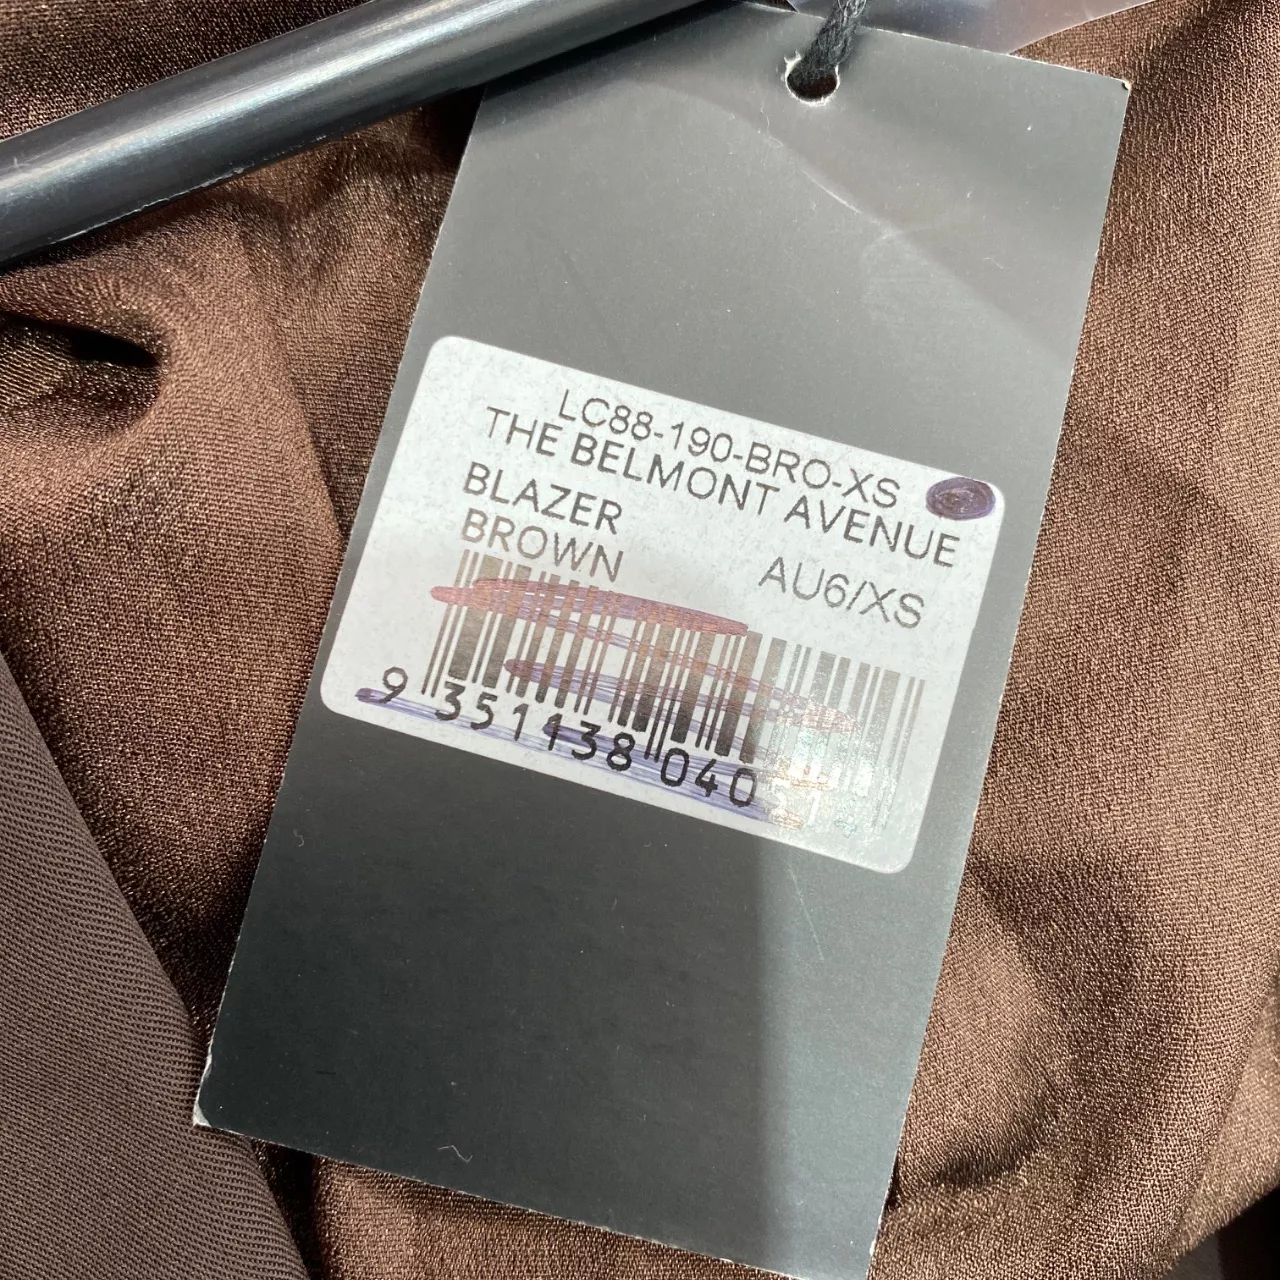 LC88-190-BRO-XS
THE BELMONT AVENUE
BLAZER
BROWN AU6/XS
9 351138 040